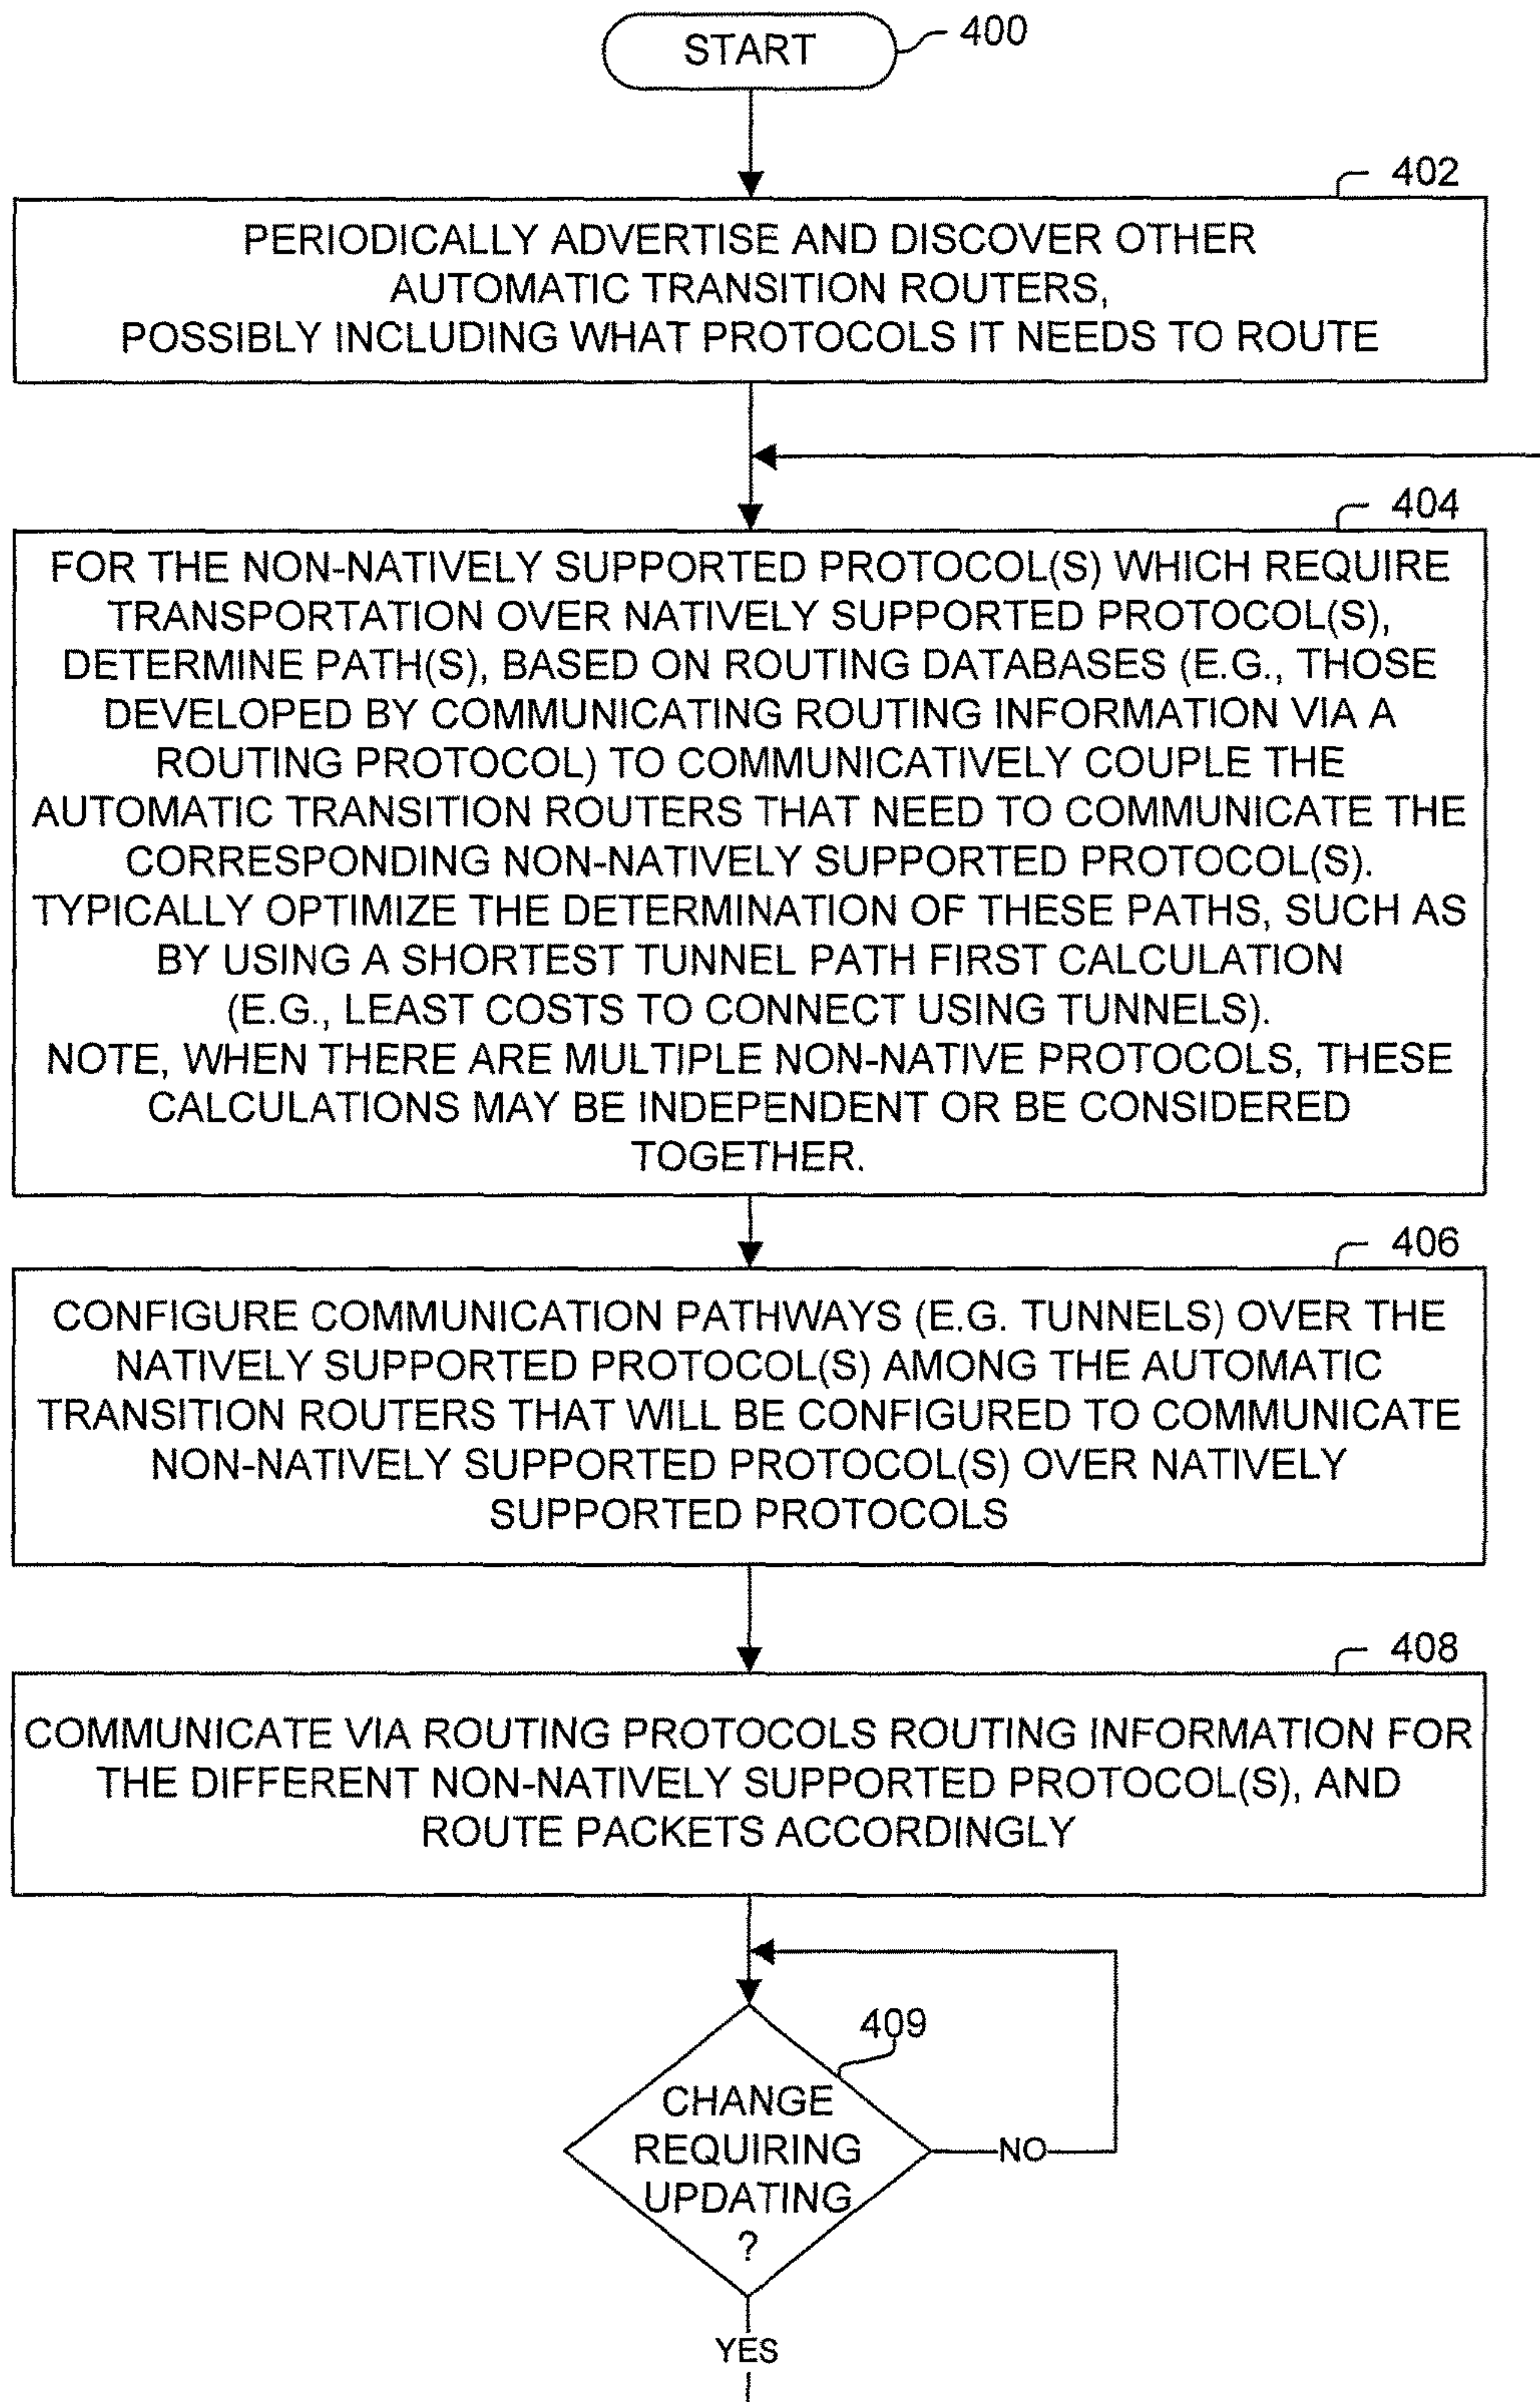 START
400
402
PERIODICALLY ADVERTISE AND DISCOVER OTHER
AUTOMATIC TRANSITION ROUTERS,
POSSIBLY INCLUDING WHAT PROTOCOLS IT NEEDS TO ROUTE
404
FOR THE NON-NATIVELY SUPPORTED PROTOCOL(S) WHICH REQUIRE
TRANSPORTATION OVER NATIVELY SUPPORTED PROTOCOL(S),
DETERMINE PATH(S), BASED ON ROUTING DATABASES (E.G., THOSE
DEVELOPED BY COMMUNICATING ROUTING INFORMATION VIA A
ROUTING PROTOCOL) TO COMMUNICATIVELY COUPLE THE
AUTOMATIC TRANSITION ROUTERS THAT NEED TO COMMUNICATE THE
CORRESPONDING NON-NATIVELY SUPPORTED PROTOCOL(S).
TYPICALLY OPTIMIZE THE DETERMINATION OF THESE PATHS, SUCH AS
BY USING A SHORTEST TUNNEL PATH FIRST CALCULATION
(E.G., LEAST COSTS TO CONNECT USING TUNNELS).
NOTE, WHEN THERE ARE MULTIPLE NON-NATIVE PROTOCOLS, THESE
CALCULATIONS MAY BE INDEPENDENT OR BE CONSIDERED
TOGETHER.
406
CONFIGURE COMMUNICATION PATHWAYS (E.G. TUNNELS) OVER THE
NATIVELY SUPPORTED PROTOCOL(S) AMONG THE AUTOMATIC
TRANSITION ROUTERS THAT WILL BE CONFIGURED TO COMMUNICATE
NON-NATIVELY SUPPORTED PROTOCOL(S) OVER NATIVELY
SUPPORTED PROTOCOLS
408
COMMUNICATE VIA ROUTING PROTOCOLS ROUTING INFORMATION FOR
THE DIFFERENT NON-NATIVELY SUPPORTED PROTOCOL(S), AND
ROUTE PACKETS ACCORDINGLY
409
CHANGE
REQUIRING
UPDATING
?
NO
YES